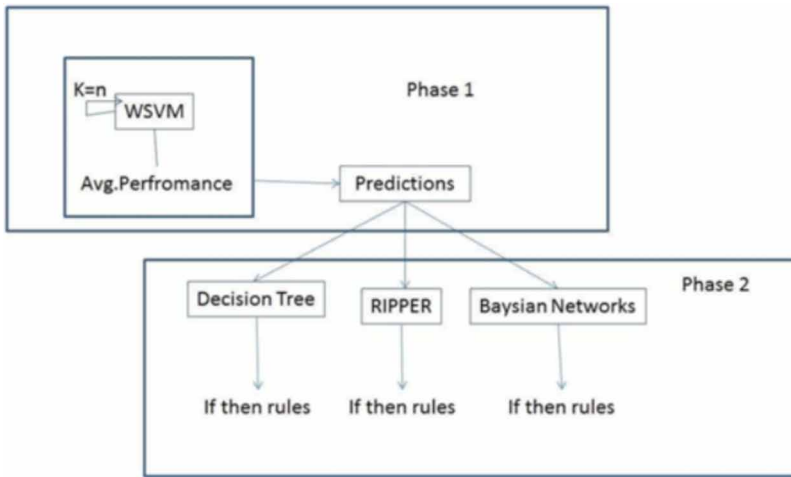 K=n
WSVM
Phase 1
Avg.Perfromance
Predictions
Phase 2
Decision Tree
RIPPER
Baysian Networks
If then rules
If then rules
If then rules